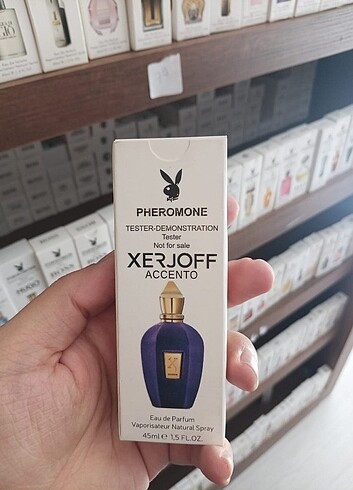 PHEROMONE
TESTER-DEMONSTRATION
Tester
Not for sale
XERJOFF
ACCENTO
Eau de Parfum
Vaporisateur Natural Spray
45ml ℮ 1,5 FL.OZ.